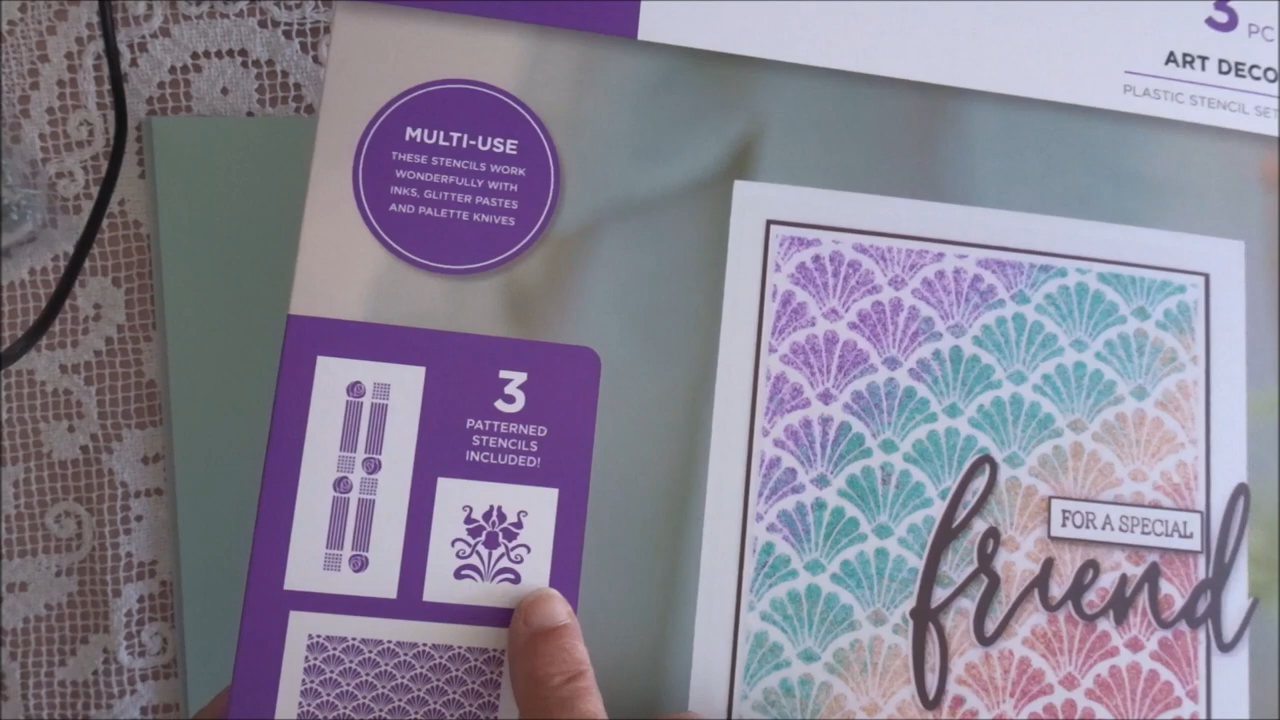 3 PC
ART DECO
PLASTIC STENCIL SET
MULTI-USE
THESE STENCILS WORK
WONDERFULLY WITH
INKS, GLITTER PASTES
AND PALETTE KNIVES
3
PATTERNED
STENCILS
INCLUDED!
FOR A SPECIAL
friend